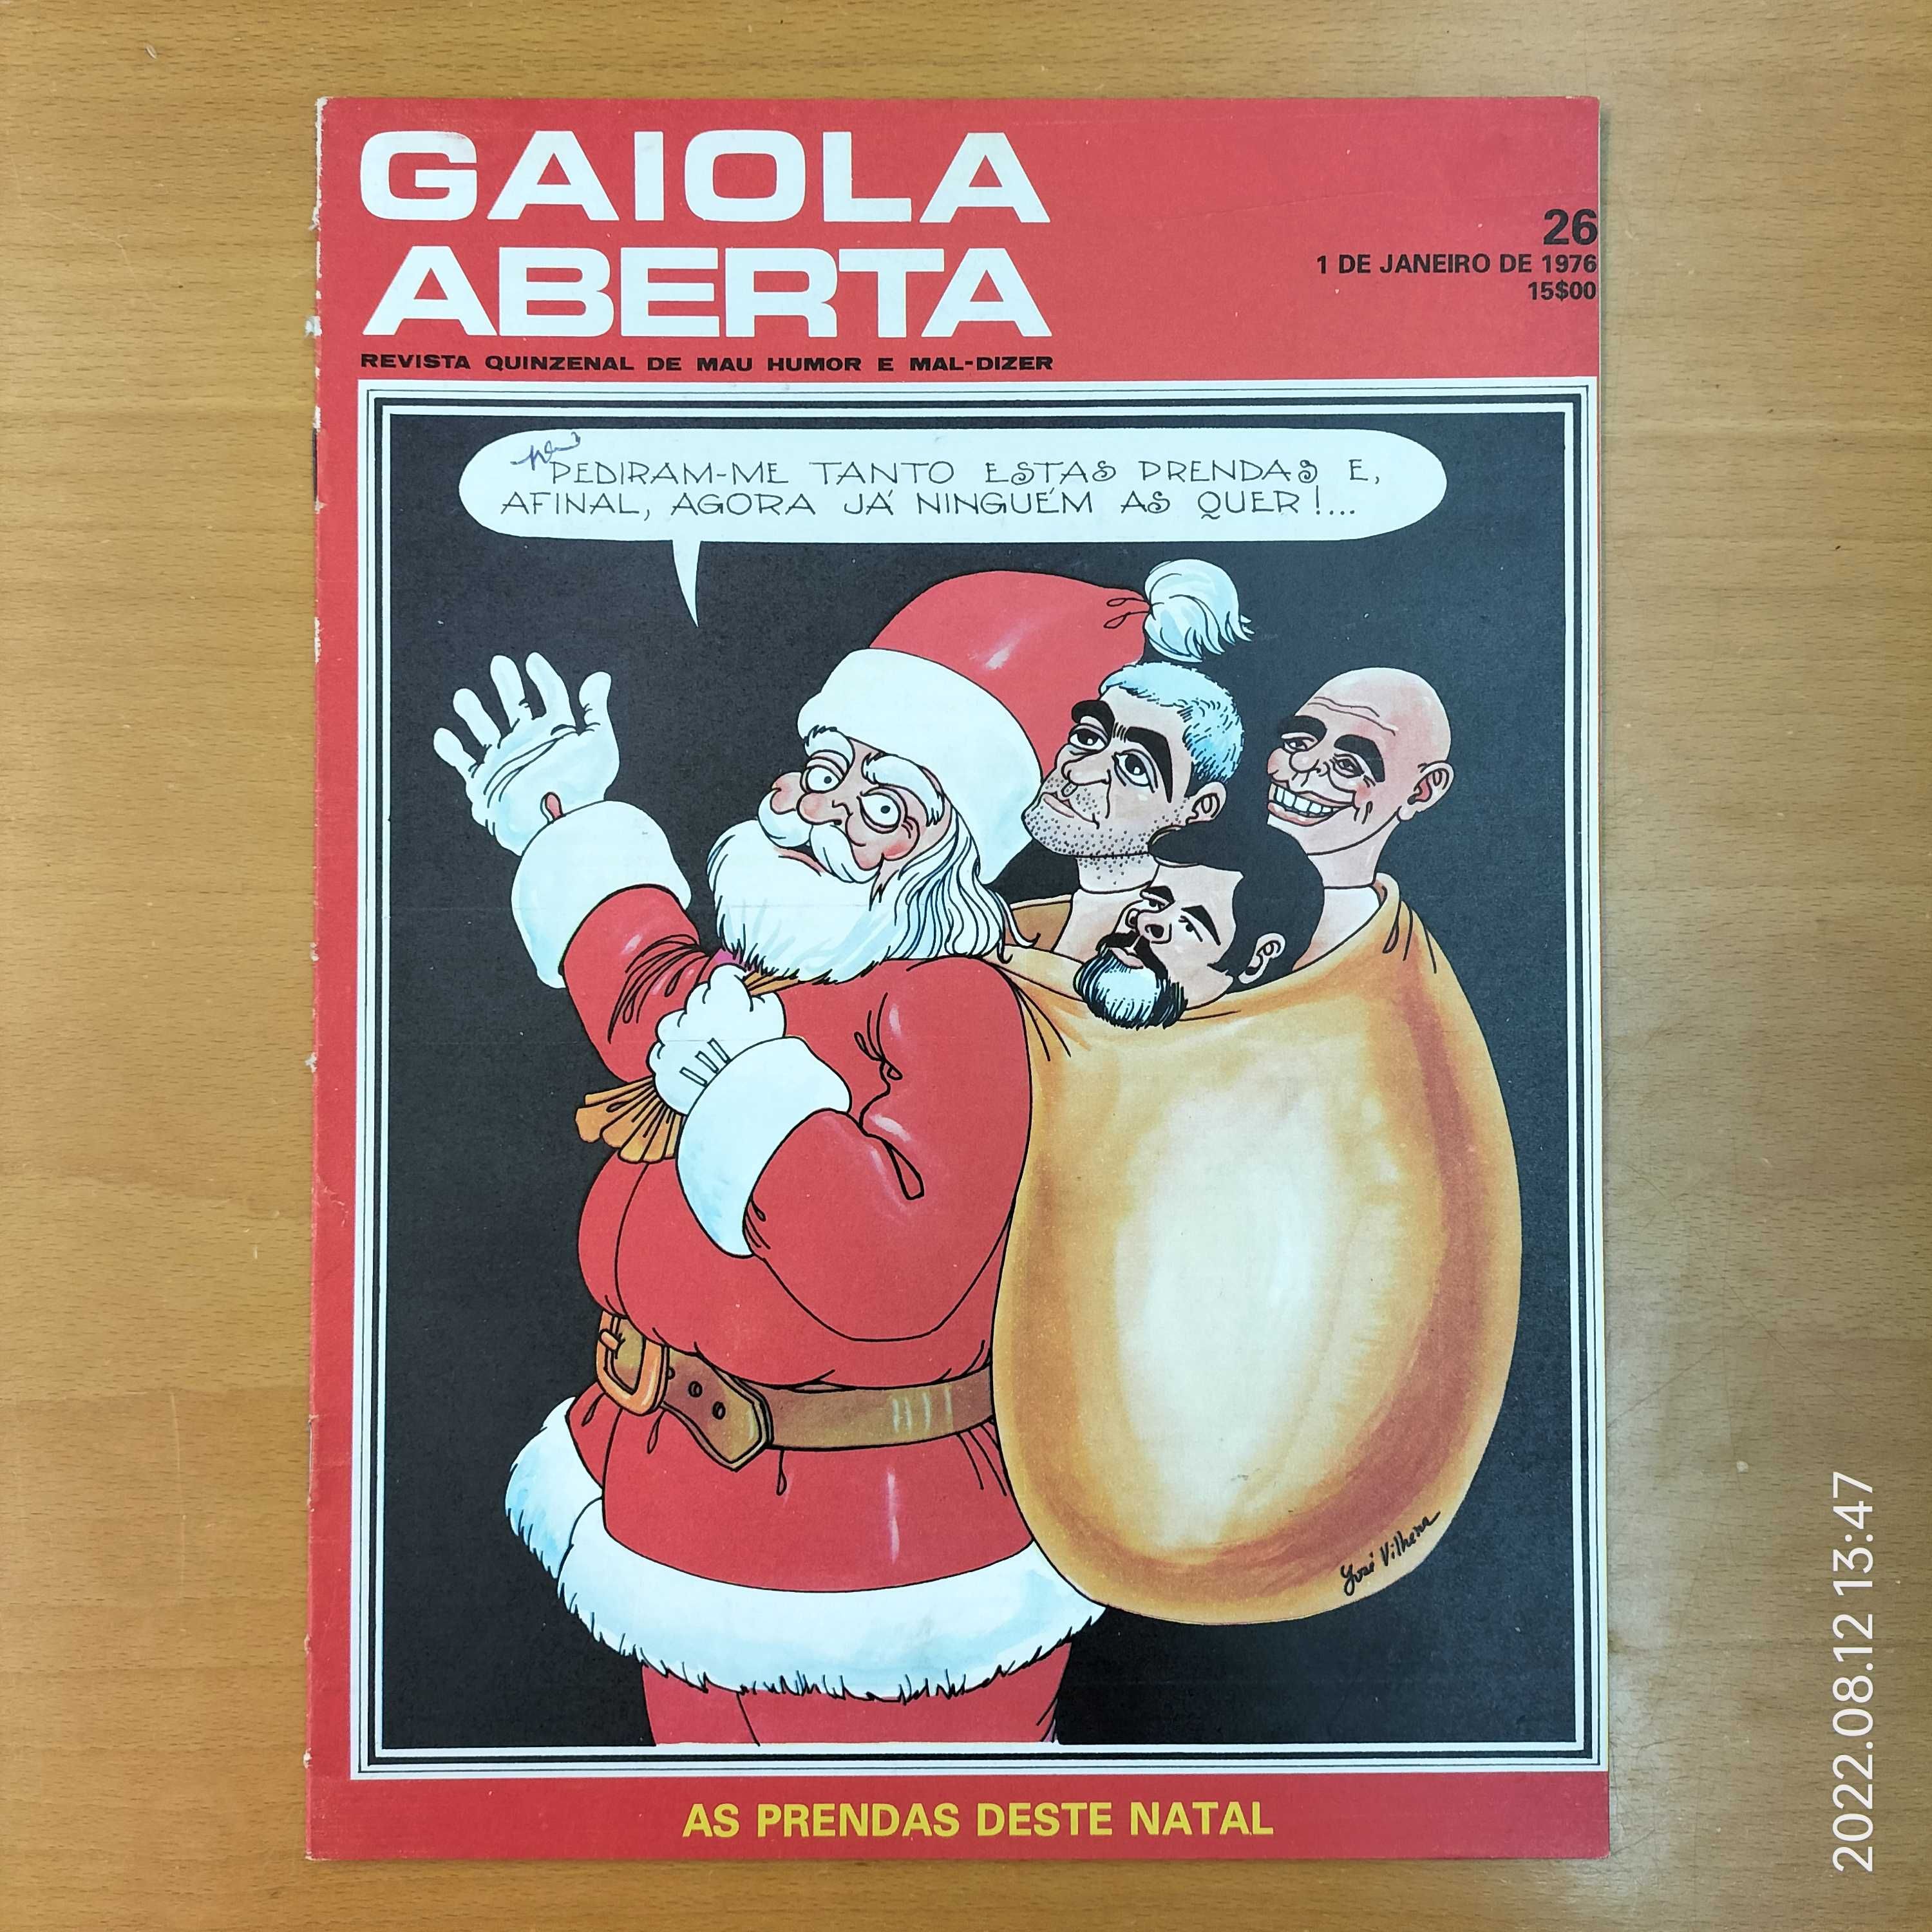 GAIOLA
ABERTA
REVISTA QUINZENAL DE MAU HUMOR E MAL-DIZER
26
1 DE JANEIRO DE 1976
15$00
PEDIRAM-ME TANTO ESTAS PRENDAS E,
AFINAL, AGORA JÁ NINGUÉM AS QUER!...
José Vilhena
AS PRENDAS DESTE NATAL
2022.08.12 13:47